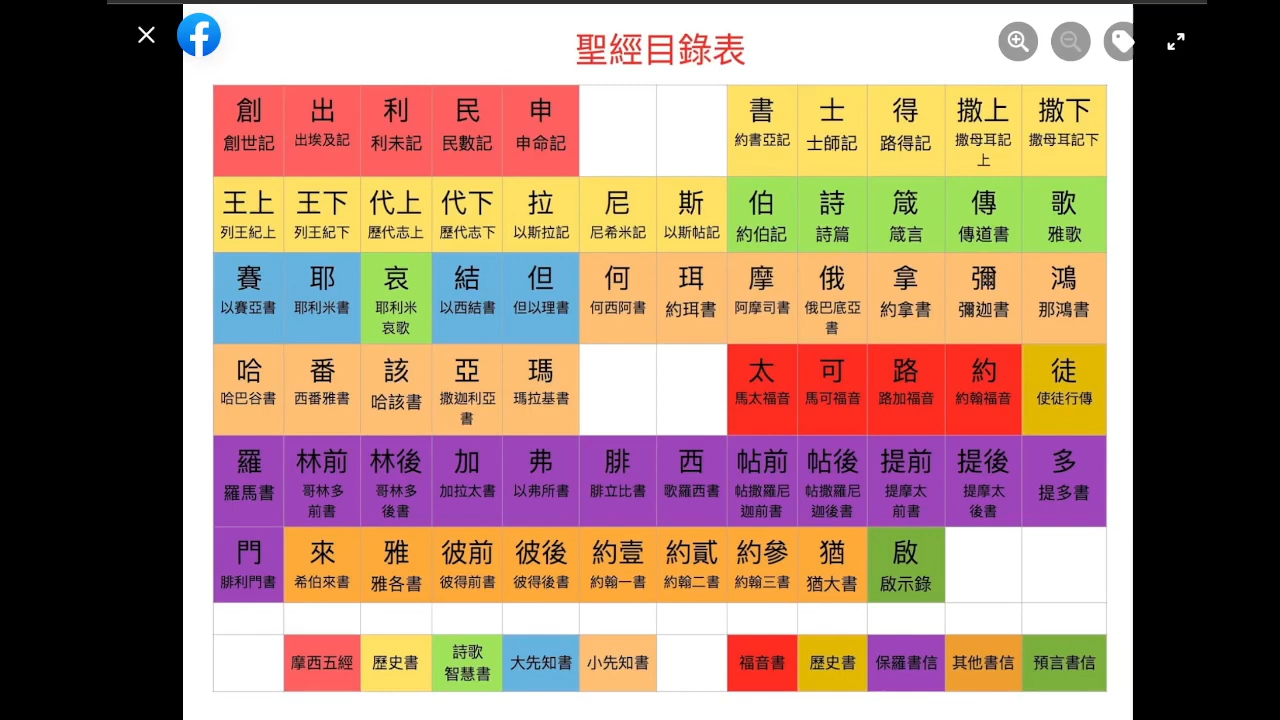 聖經目錄表
創 出 利 民 申 書 士 得 撒上 撒下
創世記 出埃及記 利未記 民數記 申命記 約書亞記 士師記 路得記 撒母耳記 撒母耳記下
上
王上 王下 代上 代下 拉 尼 斯 伯 詩 箴 傳 歌
列王紀上 列王紀下 歷代志上 歷代志下 以斯拉記 尼希米記 以斯帖記 約伯記 詩篇 箴言 傳道書 雅歌
賽 耶 哀 結 但 何 珥 摩 俄 拿 彌 鴻
以賽亞書 耶利米書 耶利米 以西結書 但以理書 何西阿書 約珥書 阿摩司書 俄巴底亞 約拿書 彌迦書 那鴻書
哀歌 書
哈 番 該 亞 瑪 太 可 路 約 徒
哈巴谷書 西番雅書 哈該書 撒迦利亞 瑪拉基書 馬太福音 馬可福音 路加福音 約翰福音 使徒行傳
書
羅 林前 林後 加 弗 腓 西 帖前 帖後 提前 提後 多
羅馬書 哥林多 哥林多 加拉太書 以弗所書 腓立比書 歌羅西書 帖撒羅尼 帖撒羅尼 提摩太 提摩太 提多書
前書 後書 迦前書 迦後書 前書 後書
門 來 雅 彼前 彼後 約壹 約貳 約參 猶 啟
腓利門書 希伯來書 雅各書 彼得前書 彼得後書 約翰一書 約翰二書 約翰三書 猶大書 啟示錄
摩西五經 歷史書 詩歌 大先知書 小先知書 福音書 歷史書 保羅書信 其他書信 預言書信
智慧書